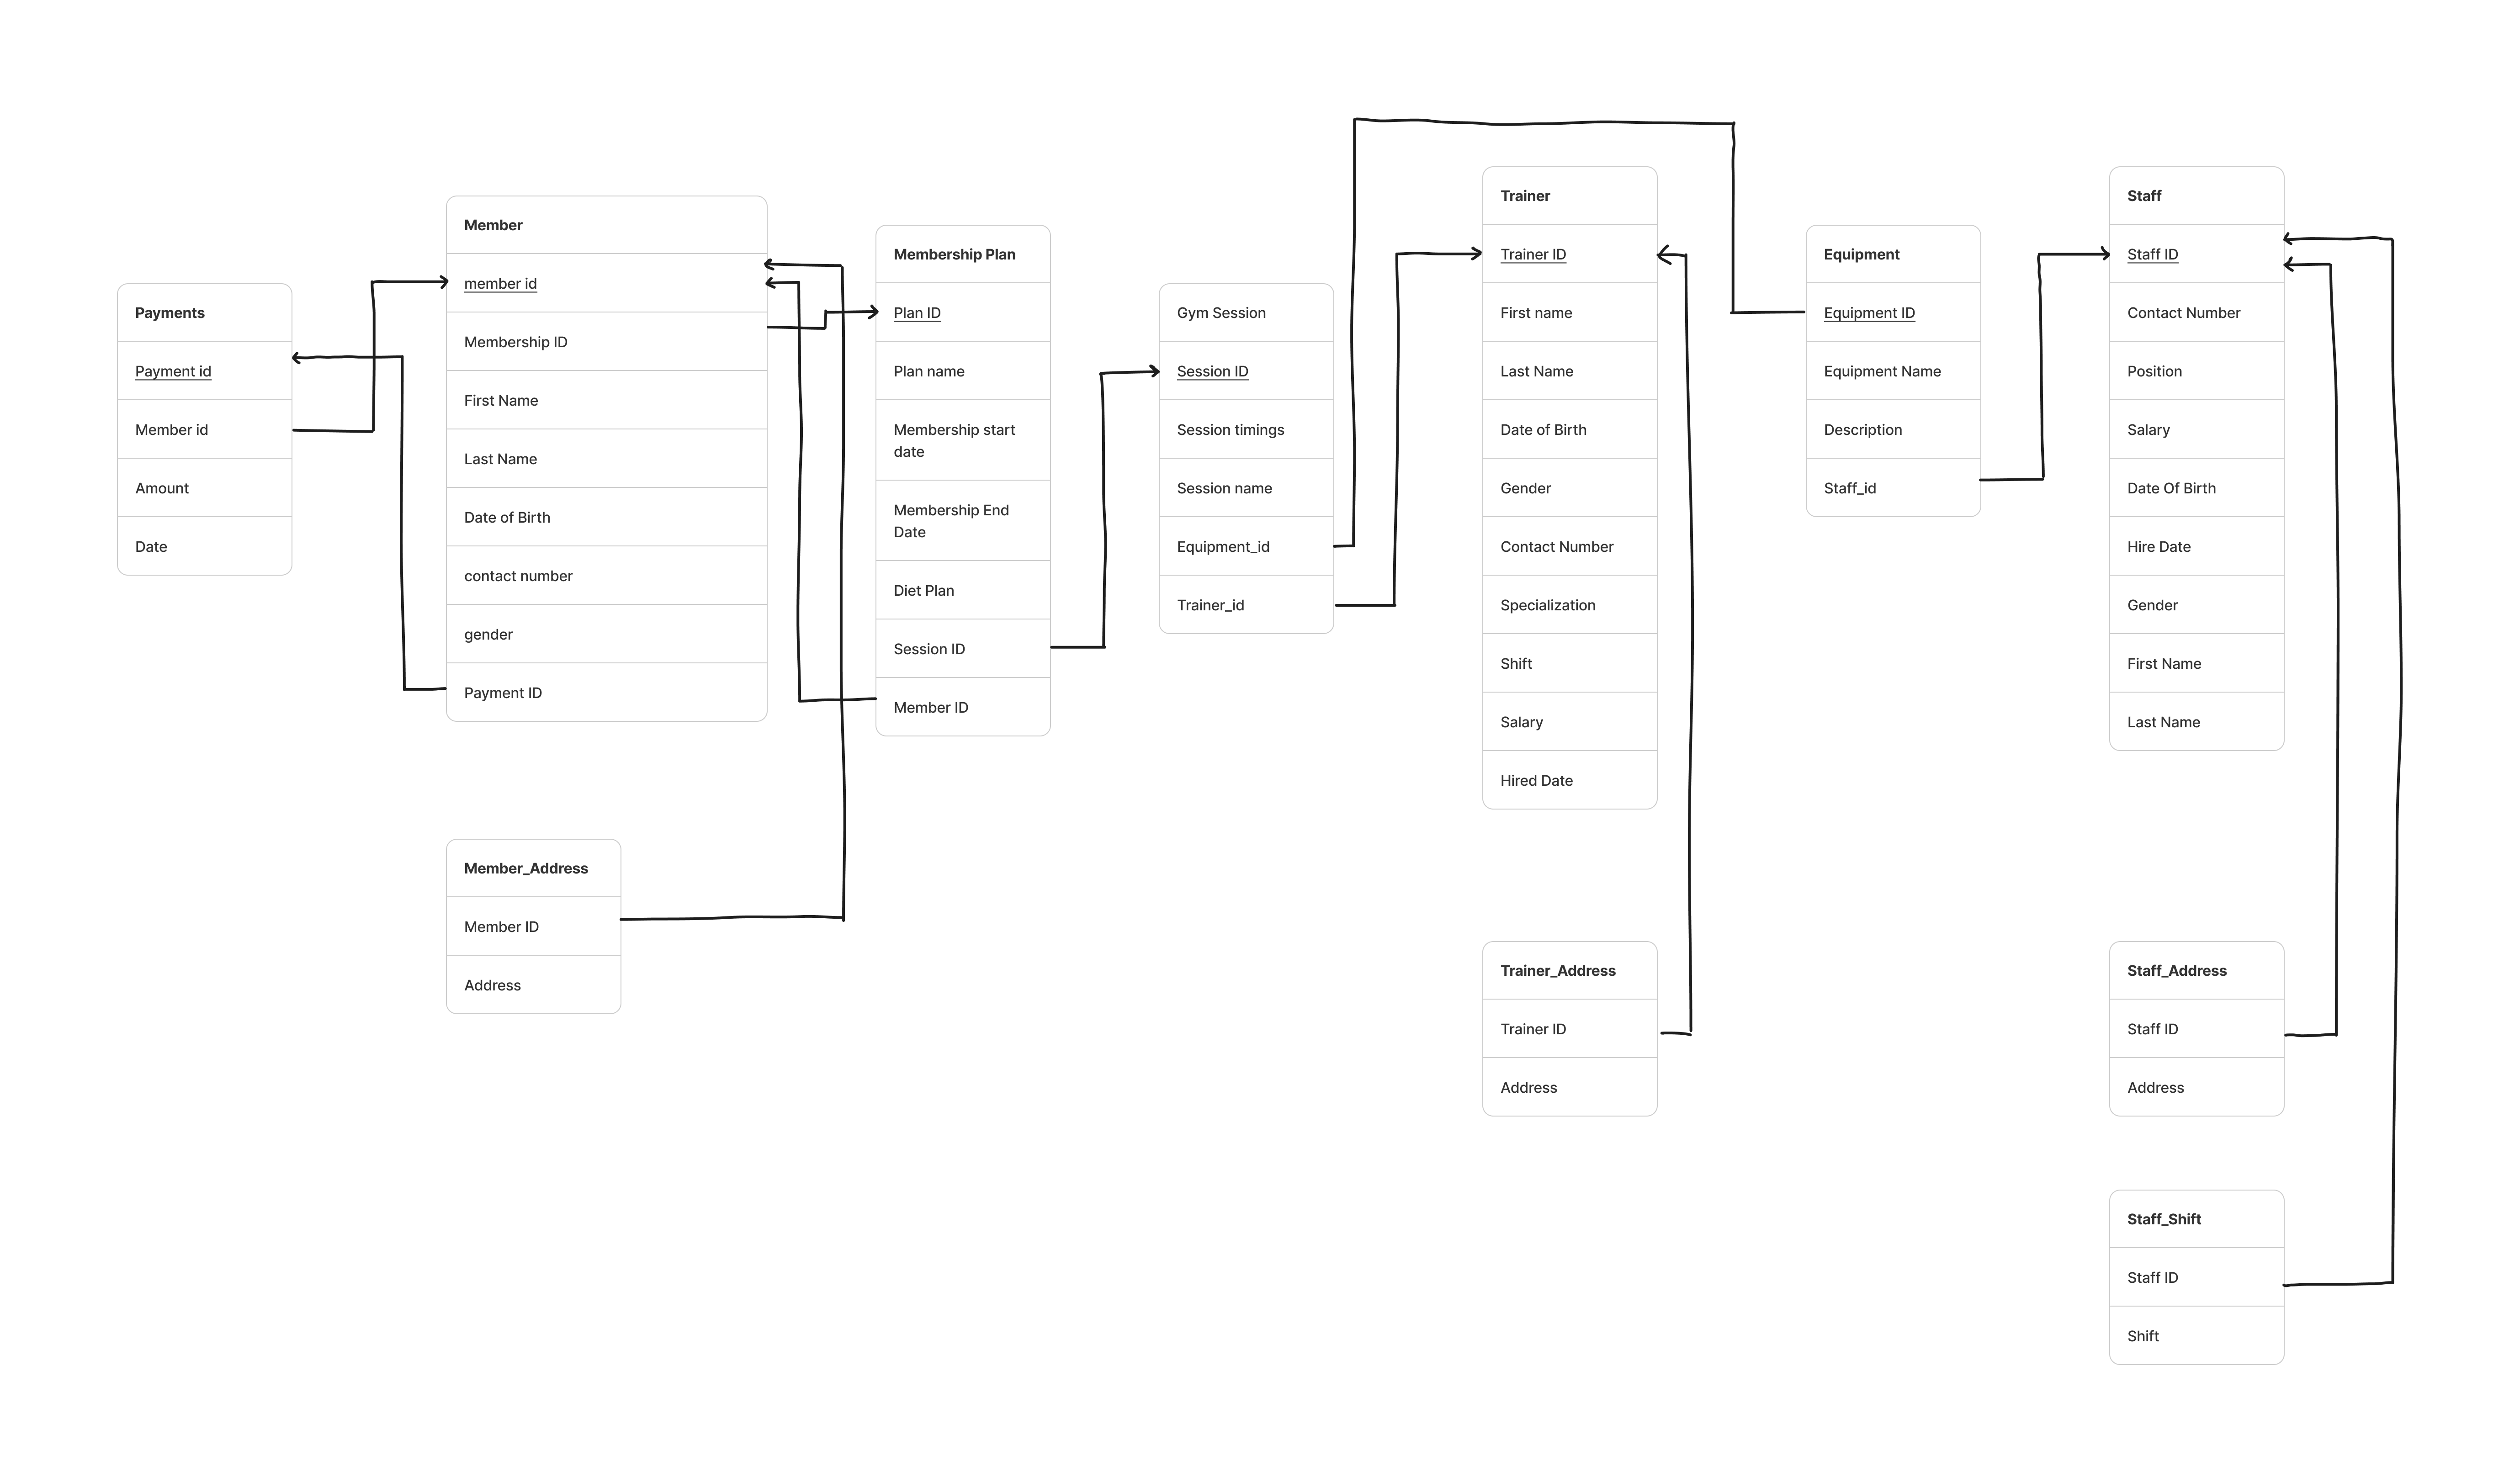 Payments
Payment id
Member id
Amount
Date
Member
member id
Membership ID
First Name
Last Name
Date of Birth
contact number
gender
Payment ID
Member_Address
Member ID
Address
Membership Plan
Plan ID
Plan name
Membership start
date
Membership End
Date
Diet Plan
Session ID
Member ID
Gym Session
Session ID
Session timings
Session name
Equipment_id
Trainer_id
Trainer
Trainer ID
First name
Last Name
Date of Birth
Gender
Contact Number
Specialization
Shift
Salary
Hired Date
Trainer_Address
Trainer ID
Address
Equipment
Equipment ID
Equipment Name
Description
Staff_id
Staff
Staff ID
Contact Number
Position
Salary
Date Of Birth
Hire Date
Gender
First Name
Last Name
Staff_Address
Staff ID
Address
Staff_Shift
Staff ID
Shift